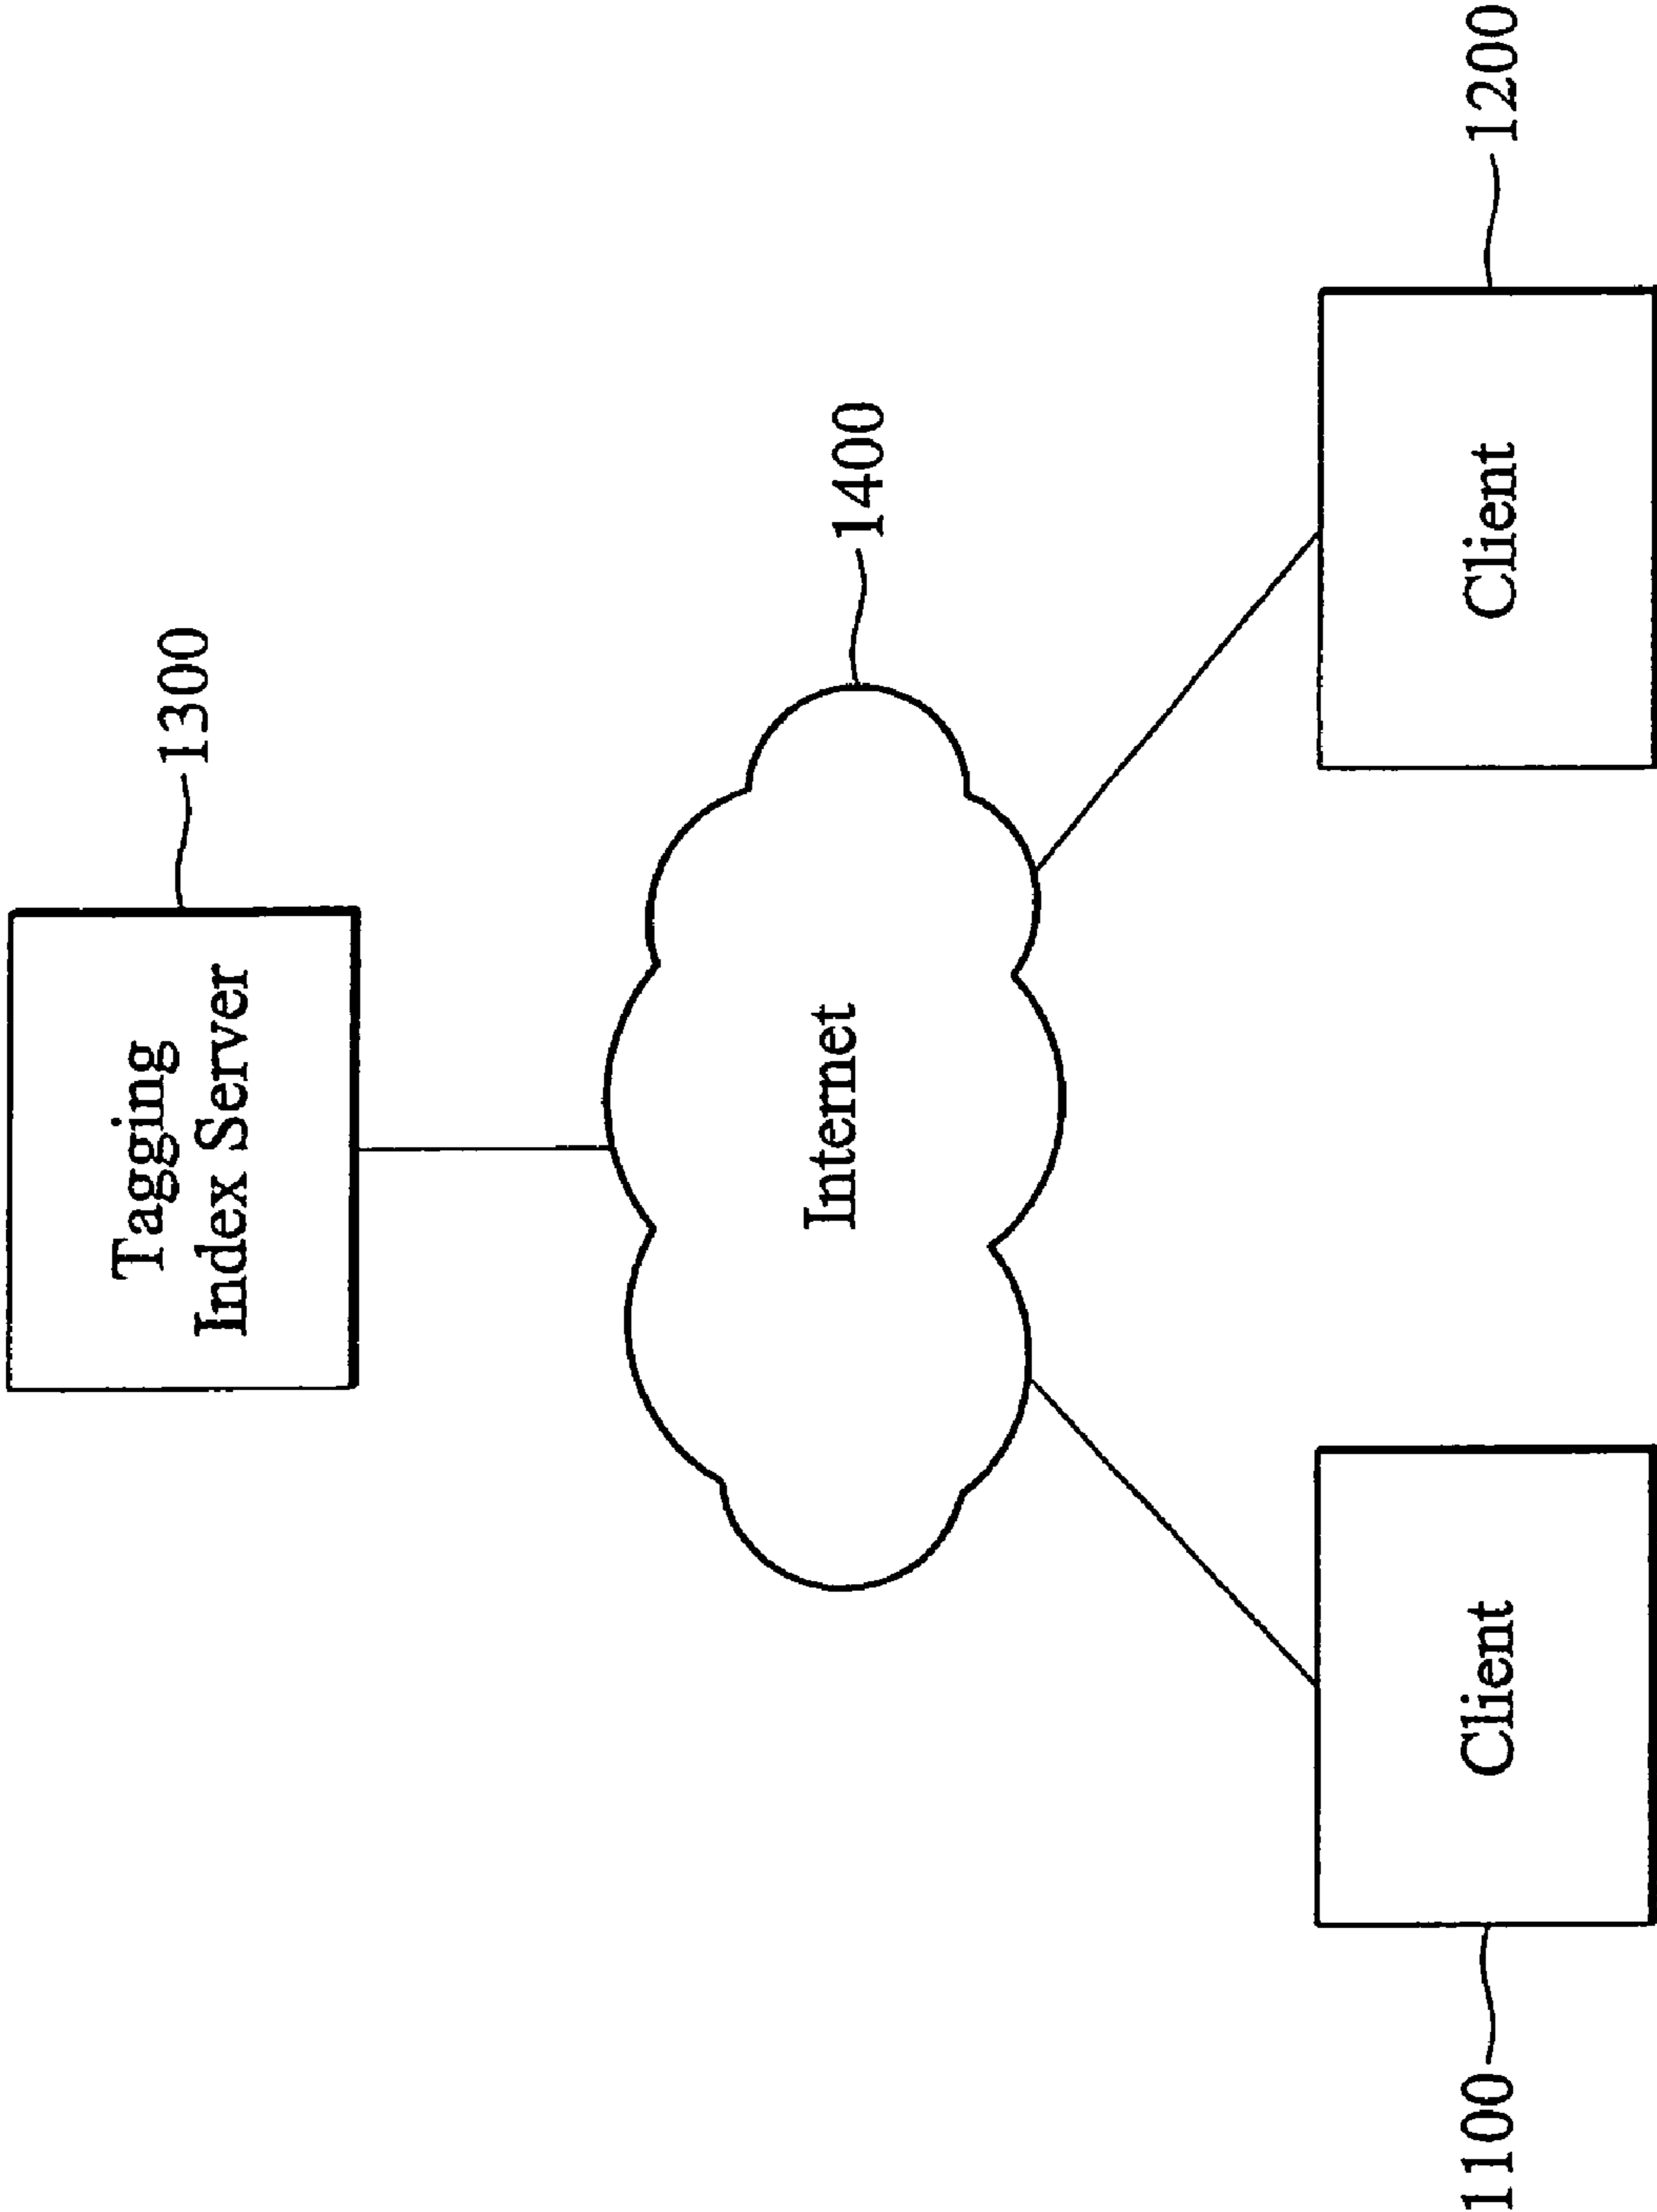 Tagging
Index Server
1300
Internet
1400
Client
1100
Client
1200